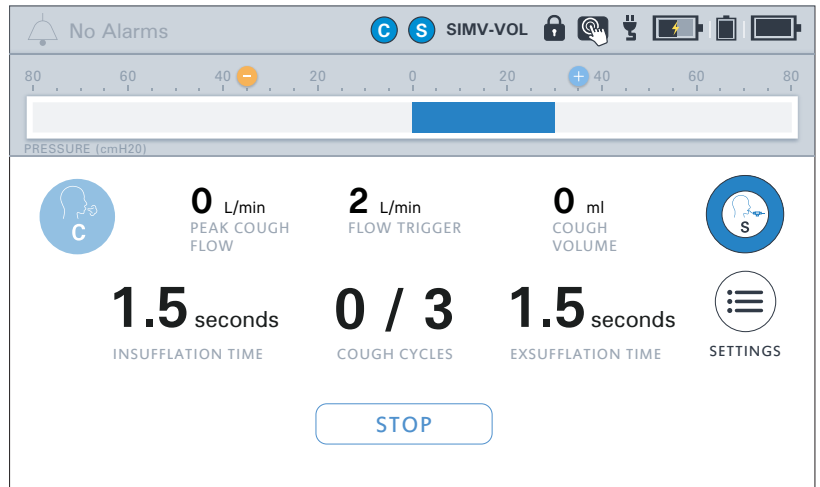 No Alarms
C S SIMV-VOL
80 60 40 − 20 0 20 + 40 60 80
PRESSURE (cmH20)
C
0 L/min
PEAK COUGH
FLOW
2 L/min
FLOW TRIGGER
0 ml
COUGH
VOLUME
S
1.5 seconds
INSUFFLATION TIME
0 / 3
COUGH CYCLES
1.5 seconds
EXSUFFLATION TIME
SETTINGS
STOP